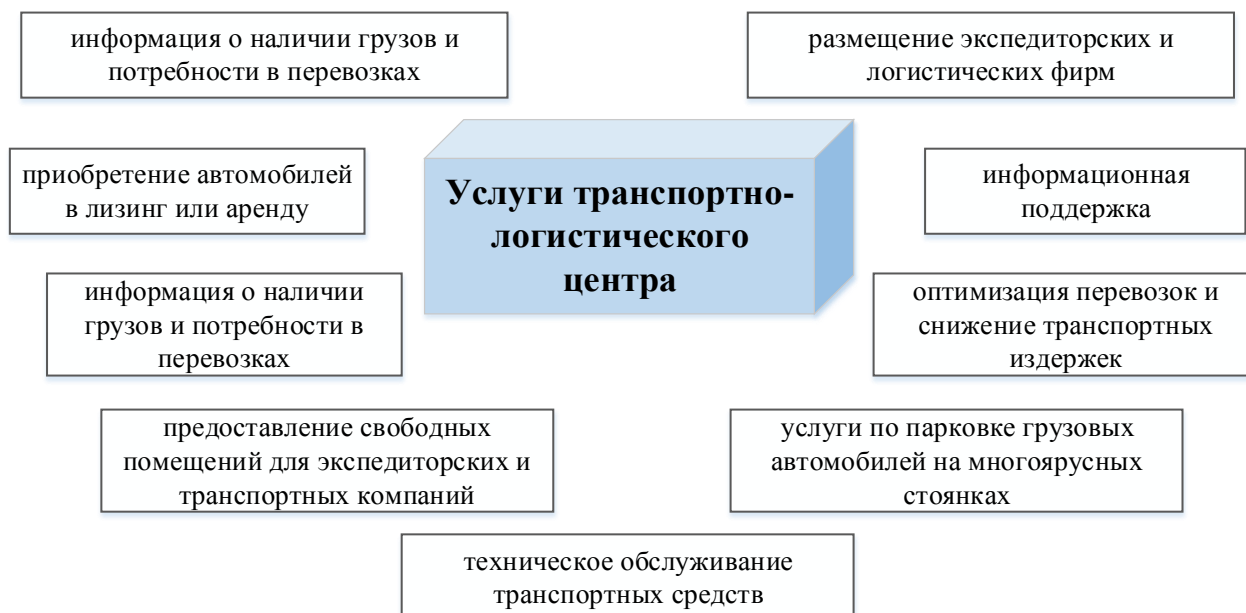 информация о наличии грузов и
потребности в перевозках
размещение экспедиторских и
логистических фирм
приобретение автомобилей
в лизинг или аренду
Услуги транспортно-
логистического
центра
информационная
поддержка
информация о наличии
грузов и потребности в
перевозках
оптимизация перевозок и
снижение транспортных
издержек
предоставление свободных
помещений для экспедиторских и
транспортных компаний
услуги по парковке грузовых
автомобилей на многоярусных
стоянках
техническое обслуживание
транспортных средств